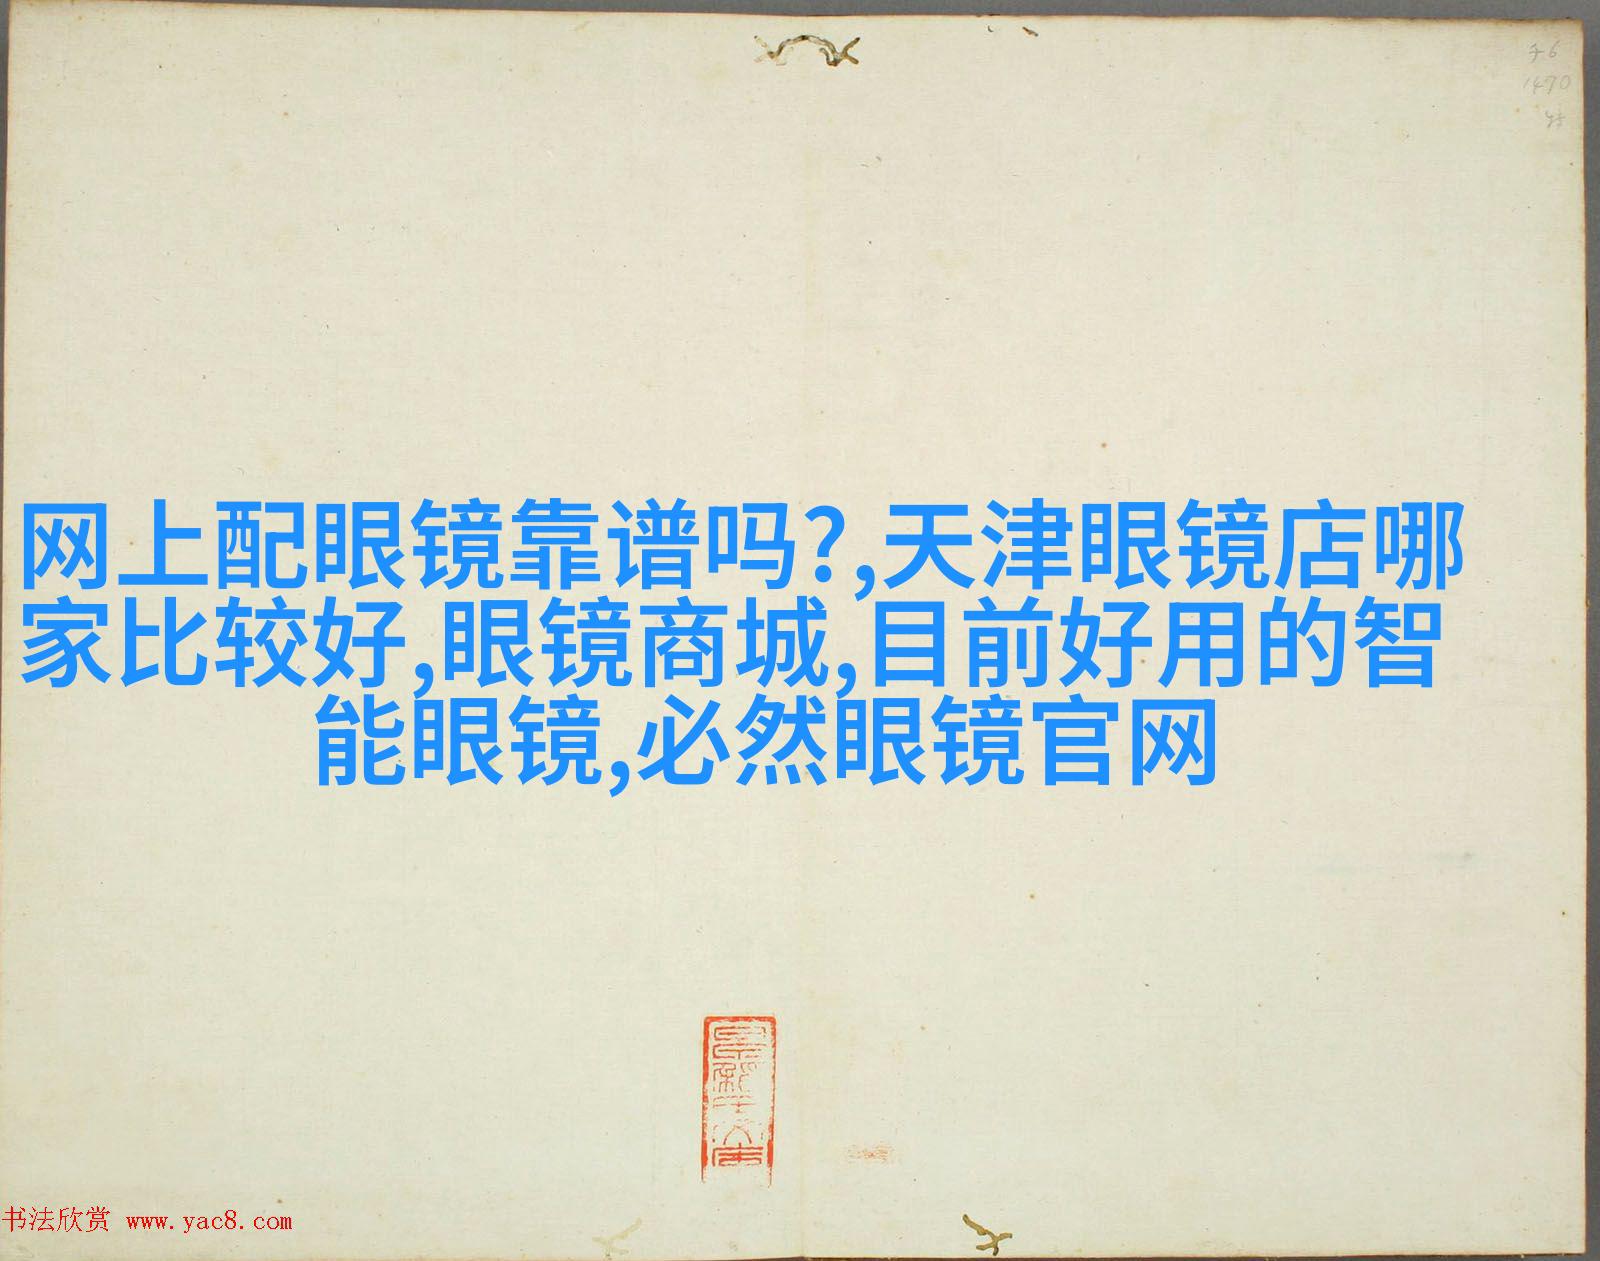 网上配眼镜靠谱吗?,天津眼镜店哪
家比较好,眼镜商城,目前好用的智
能眼镜,必然眼镜官网
1470
书法欣赏 www.yac8.com